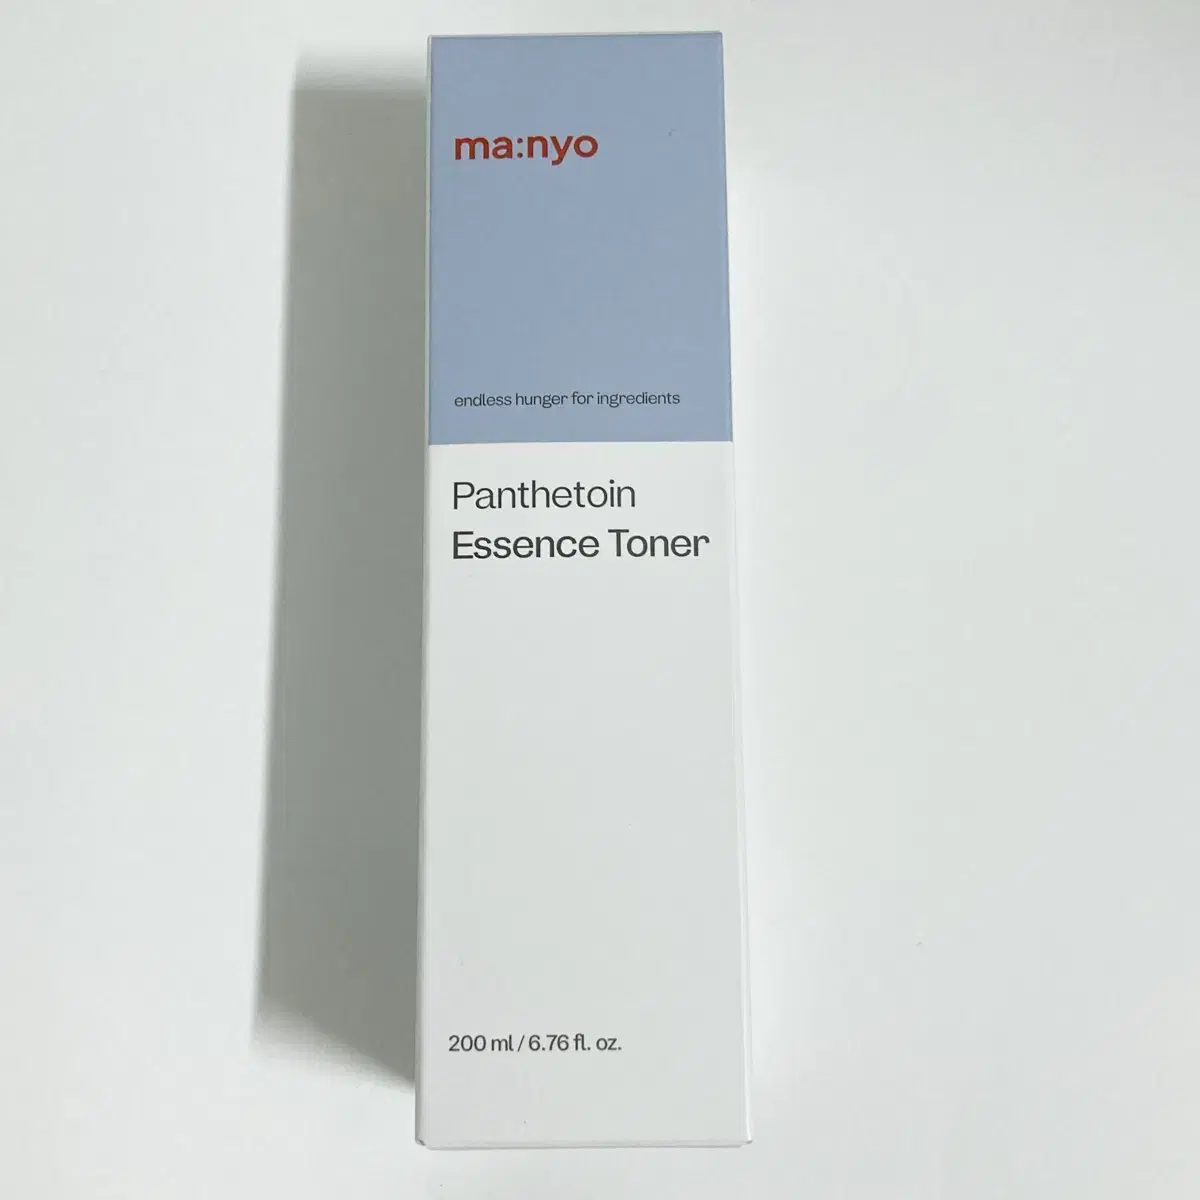 ma:nyo
endless hunger for ingredients
Panthetoin
Essence Toner
200 ml / 6.76 fl. oz.